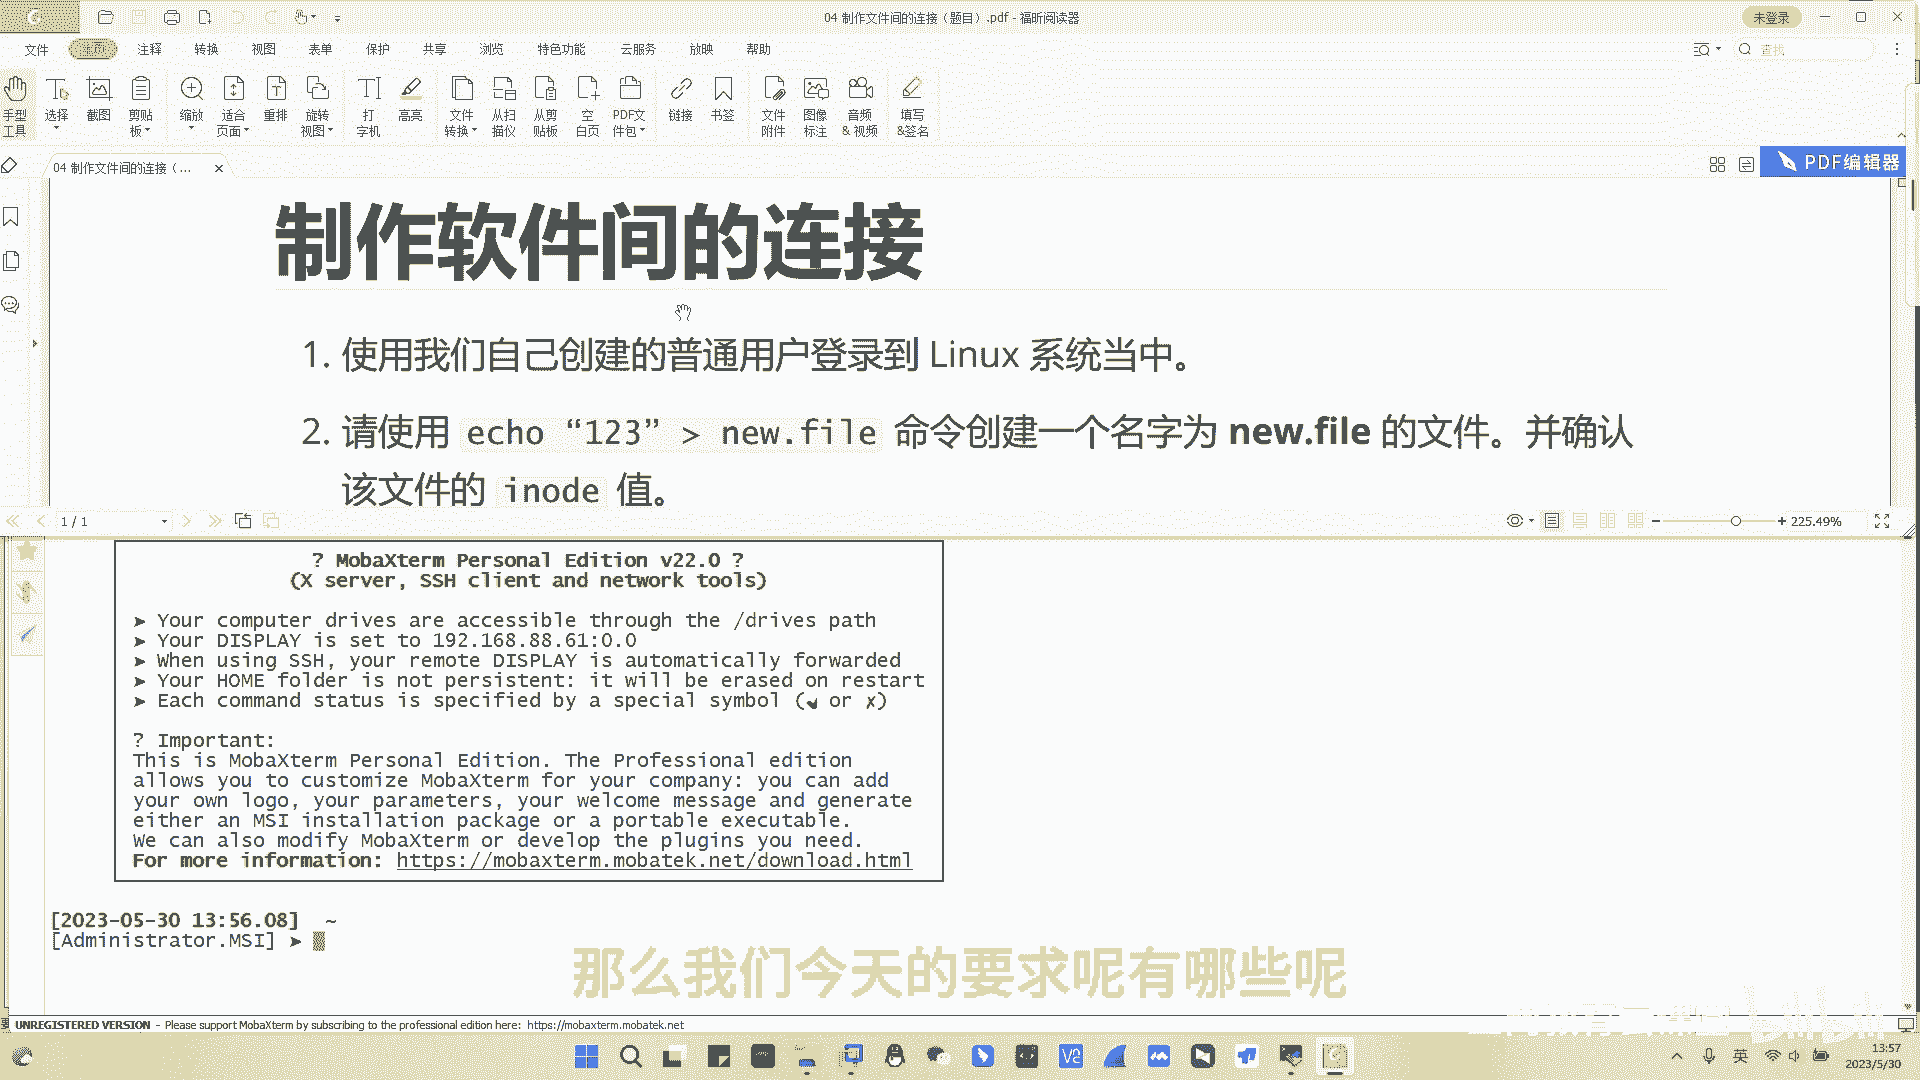 04 制作文件间的连接（题目）.pdf - 福昕阅读器
未登录
文件 主页 注释 转换 视图 表单 保护 共享 浏览 特色功能 云服务 放映 帮助
查找
手型工具 选择 截图 剪贴板 缩放 适合页面 重排 旋转视图 打字机 高亮 文件转换 从扫描仪 从剪贴板 空白页 PDF文件包 链接 书签 文件附件 图像标注 音频&视频 填写&签名
04 制作文件间的连接（...
PDF编辑器
制作软件间的连接
1. 使用我们自己创建的普通用户登录到 Linux 系统当中。
2. 请使用 echo “123” > new.file 命令创建一个名字为 new.file 的文件。并确认
该文件的 inode 值。
1 / 1
225.49%
? MobaXterm Personal Edition v22.0 ?
(X server, SSH client and network tools)
➤ Your computer drives are accessible through the /drives path
➤ Your DISPLAY is set to 192.168.88.61:0.0
➤ When using SSH, your remote DISPLAY is automatically forwarded
➤ Your HOME folder is not persistent: it will be erased on restart
➤ Each command status is specified by a special symbol (✔ or ✗)
? Important:
This is MobaXterm Personal Edition. The Professional edition
allows you to customize MobaXterm for your company: you can add
your own logo, your parameters, your welcome message and generate
either an MSI installation package or a portable executable.
We can also modify MobaXterm or develop the plugins you need.
For more information: https://mobaxterm.mobatek.net/download.html
[2023-05-30 13:56.08] ~
[Administrator.MSI] ➤
那么我们今天的要求呢有哪些呢
UNREGISTERED VERSION - Please support MobaXterm by subscribing to the professional edition here: https://mobaxterm.mobatek.net
英
13:57
2023/5/30